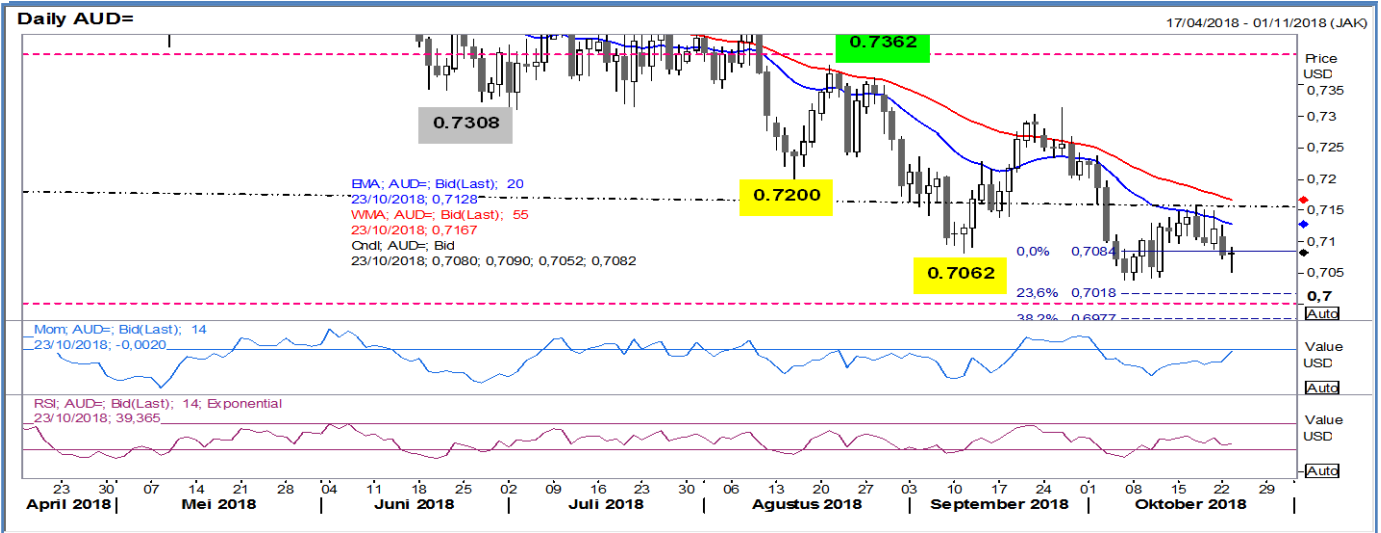 Daily AUD=
17/04/2018 - 01/11/2018 (JAK)
0.7362
0.7308
0.7200
0.7062
EMA; AUD=; Bid(Last); 20
23/10/2018; 0,7128
WMA; AUD=; Bid(Last); 55
23/10/2018; 0,7167
Cndl; AUD=; Bid
23/10/2018; 0,7080; 0,7090; 0,7052; 0,7082
0,0% 0,7084
23,6% 0,7018
38,2% 0,6977
Price
USD
0,735
0,73
0,725
0,72
0,715
0,71
0,705
0,7
Auto
Mom; AUD=; Bid(Last); 14
23/10/2018; -0,0020
Value
USD
Auto
RSI; AUD=; Bid(Last); 14; Exponential
23/10/2018; 39,365
Value
USD
Auto
23 30 07 14 21 28 04 11 18 25 02 09 16 23 30 06 13 20 27 03 10 17 24 01 08 15 22 29
April 2018 Mei 2018 Juni 2018 Juli 2018 Agustus 2018 September 2018 Oktober 2018